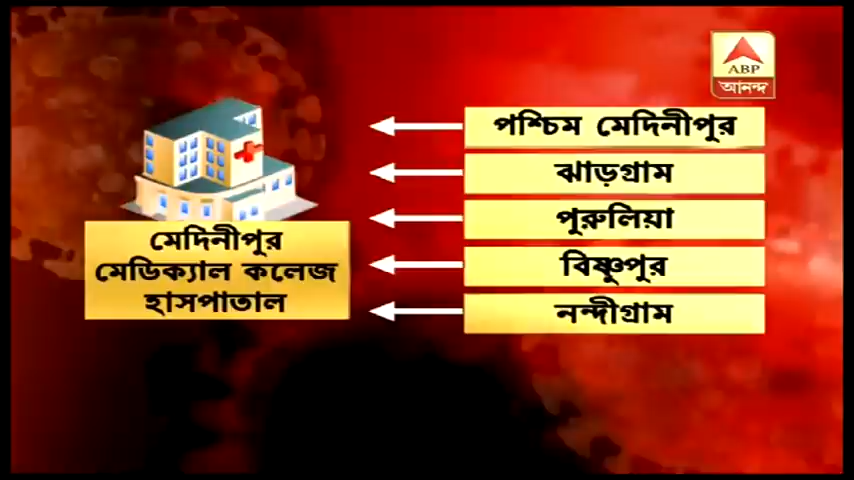 ABP
আনন্দ
পশ্চিম মেদিনীপুর
ঝাড়গ্রাম
পুরুলিয়া
বিষ্ণুপুর
নন্দীগ্রাম
মেদিনীপুর
মেডিক্যাল কলেজ
হাসপাতাল